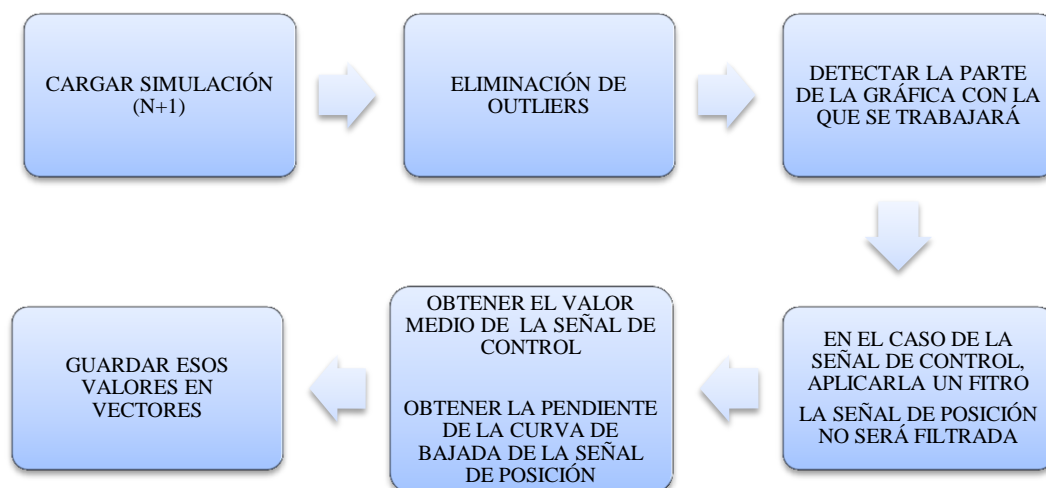 CARGAR SIMULACIÓN
(N+1)
ELIMINACIÓN DE
OUTLIERS
DETECTAR LA PARTE
DE LA GRÁFICA CON LA
QUE SE TRABAJARÁ
EN EL CASO DE LA
SEÑAL DE CONTROL,
APLICARLA UN FITRO
LA SEÑAL DE POSICIÓN
NO SERÁ FILTRADA
OBTENER EL VALOR
MEDIO DE LA SEÑAL DE
CONTROL
OBTENER LA PENDIENTE
DE LA CURVA DE
BAJADA DE LA SEÑAL
DE POSICIÓN
GUARDAR ESOS
VALORES EN
VECTORES